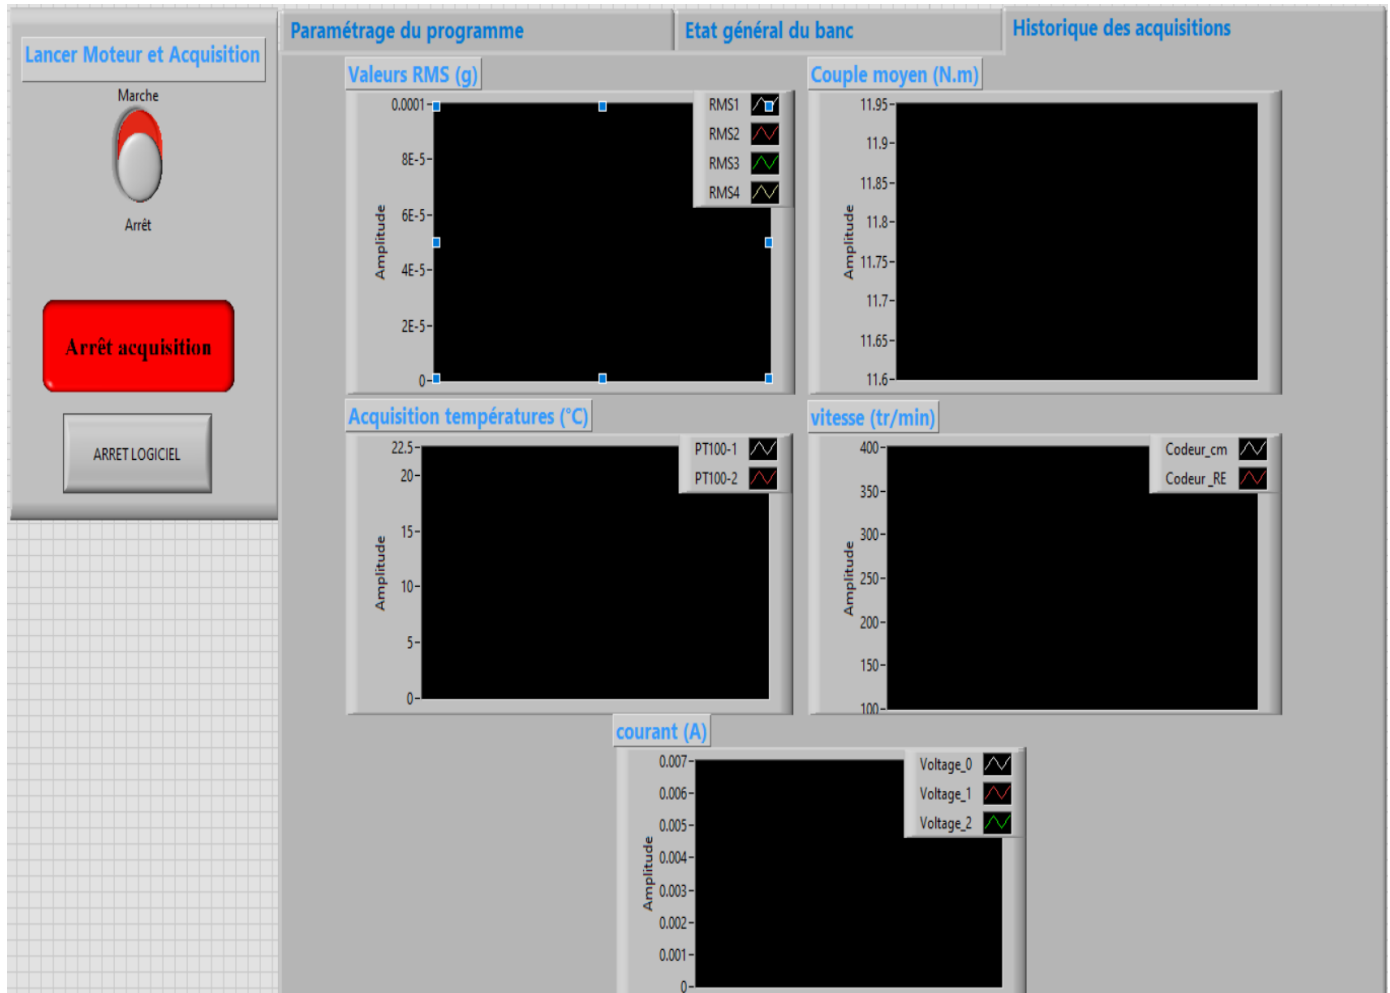 Lancer Moteur et Acquisition
Marche
Arrêt
Arrêt acquisition
ARRET LOGICIEL
Paramétrage du programme
Etat général du banc
Historique des acquisitions
Valeurs RMS (g)
Amplitude
0.0001
8E-5
6E-5
4E-5
2E-5
0
RMS1
RMS2
RMS3
RMS4
Couple moyen (N.m)
Amplitude
11.95
11.9
11.85
11.8
11.75
11.7
11.65
11.6
Acquisition températures (°C)
Amplitude
22.5
20
15
10
5
0
PT100-1
PT100-2
vitesse (tr/min)
Amplitude
400
350
300
250
200
150
100
Codeur_cm
Codeur_RE
courant (A)
Amplitude
0.007
0.006
0.005
0.004
0.003
0.002
0.001
0
Voltage_0
Voltage_1
Voltage_2